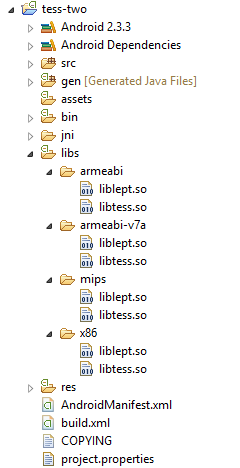 tess-two
Android 2.3.3
Android Dependencies
src
gen [Generated Java Files]
assets
bin
jni
libs
armeabi
liblept.so
libtess.so
armeabi-v7a
liblept.so
libtess.so
mips
liblept.so
libtess.so
x86
liblept.so
libtess.so
res
AndroidManifest.xml
build.xml
COPYING
project.properties